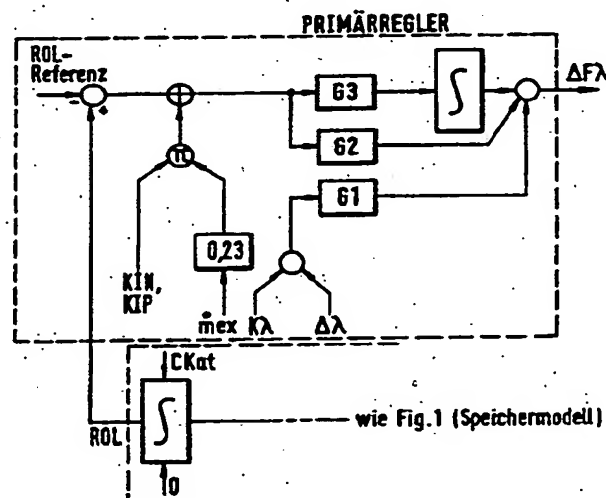 PRIMÄRREGLER
ROL-
Referenz
-
+
G3
∫
ΔFλ
G2
π
G1
0,23
KIN,
KIP
ṁex
Kλ
Δλ
CKat
∫
wie Fig.1 (Speichermodell)
ROL
0